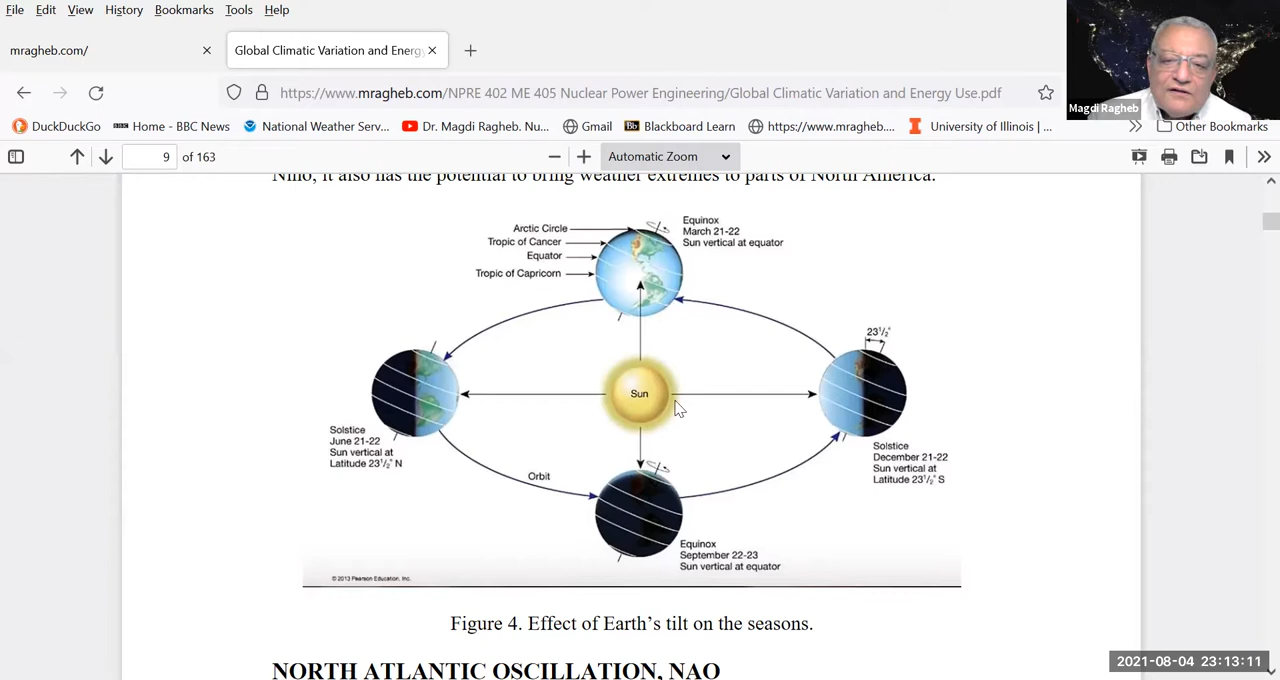 File Edit View History Bookmarks Tools Help
mragheb.com/
Global Climatic Variation and Energy
https://www.mragheb.com/NPRE 402 ME 405 Nuclear Power Engineering/Global Climatic Variation and Energy Use.pdf
Magdi Ragheb
DuckDuckGo
BBC Home - BBC News
National Weather Serv...
Dr. Magdi Ragheb. Nu...
Gmail
Bb Blackboard Learn
https://www.mragheb....
I University of Illinois |...
Other Bookmarks
9 of 163
Automatic Zoom
Niño, it also has the potential to bring weather extremes to parts of North America.
Arctic Circle
Tropic of Cancer
Equator
Tropic of Capricorn
Equinox
March 21-22
Sun vertical at equator
23½°
Sun
Solstice
June 21-22
Sun vertical at
Latitude 23½° N
Solstice
December 21-22
Sun vertical at
Latitude 23½° S
Orbit
Equinox
September 22-23
Sun vertical at equator
© 2013 Pearson Education, Inc.
Figure 4. Effect of Earth's tilt on the seasons.
NORTH ATLANTIC OSCILLATION, NAO
2021-08-04 23:13:11